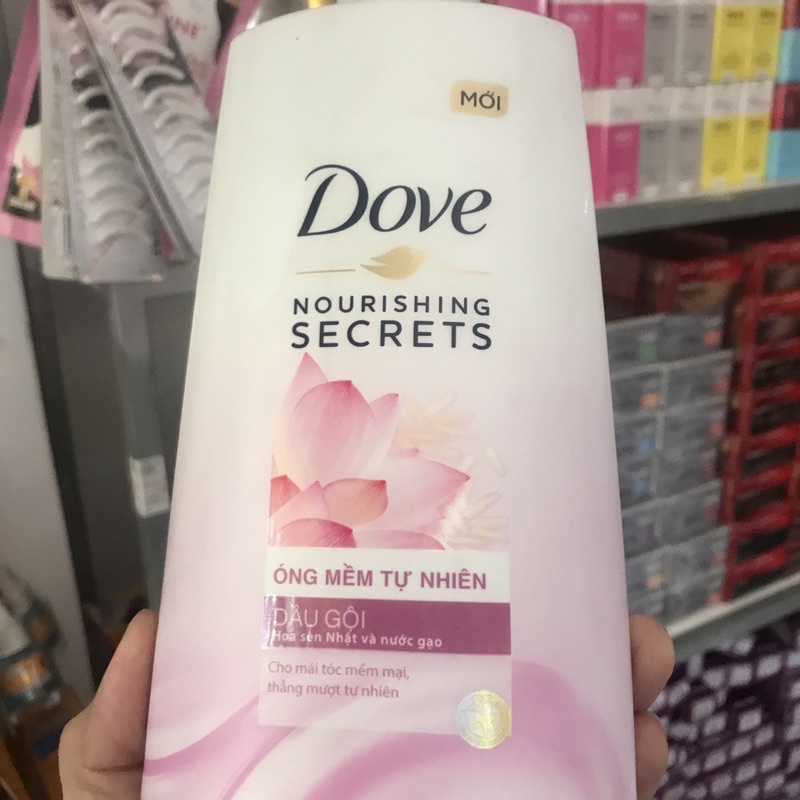 MỚI
Dove
NOURISHING
SECRETS
ÓNG MỀM TỰ NHIÊN
DẦU GỘI
Hoa sen Nhật và nước gạo
Cho mái tóc mềm mại,
thẳng mượt tự nhiên